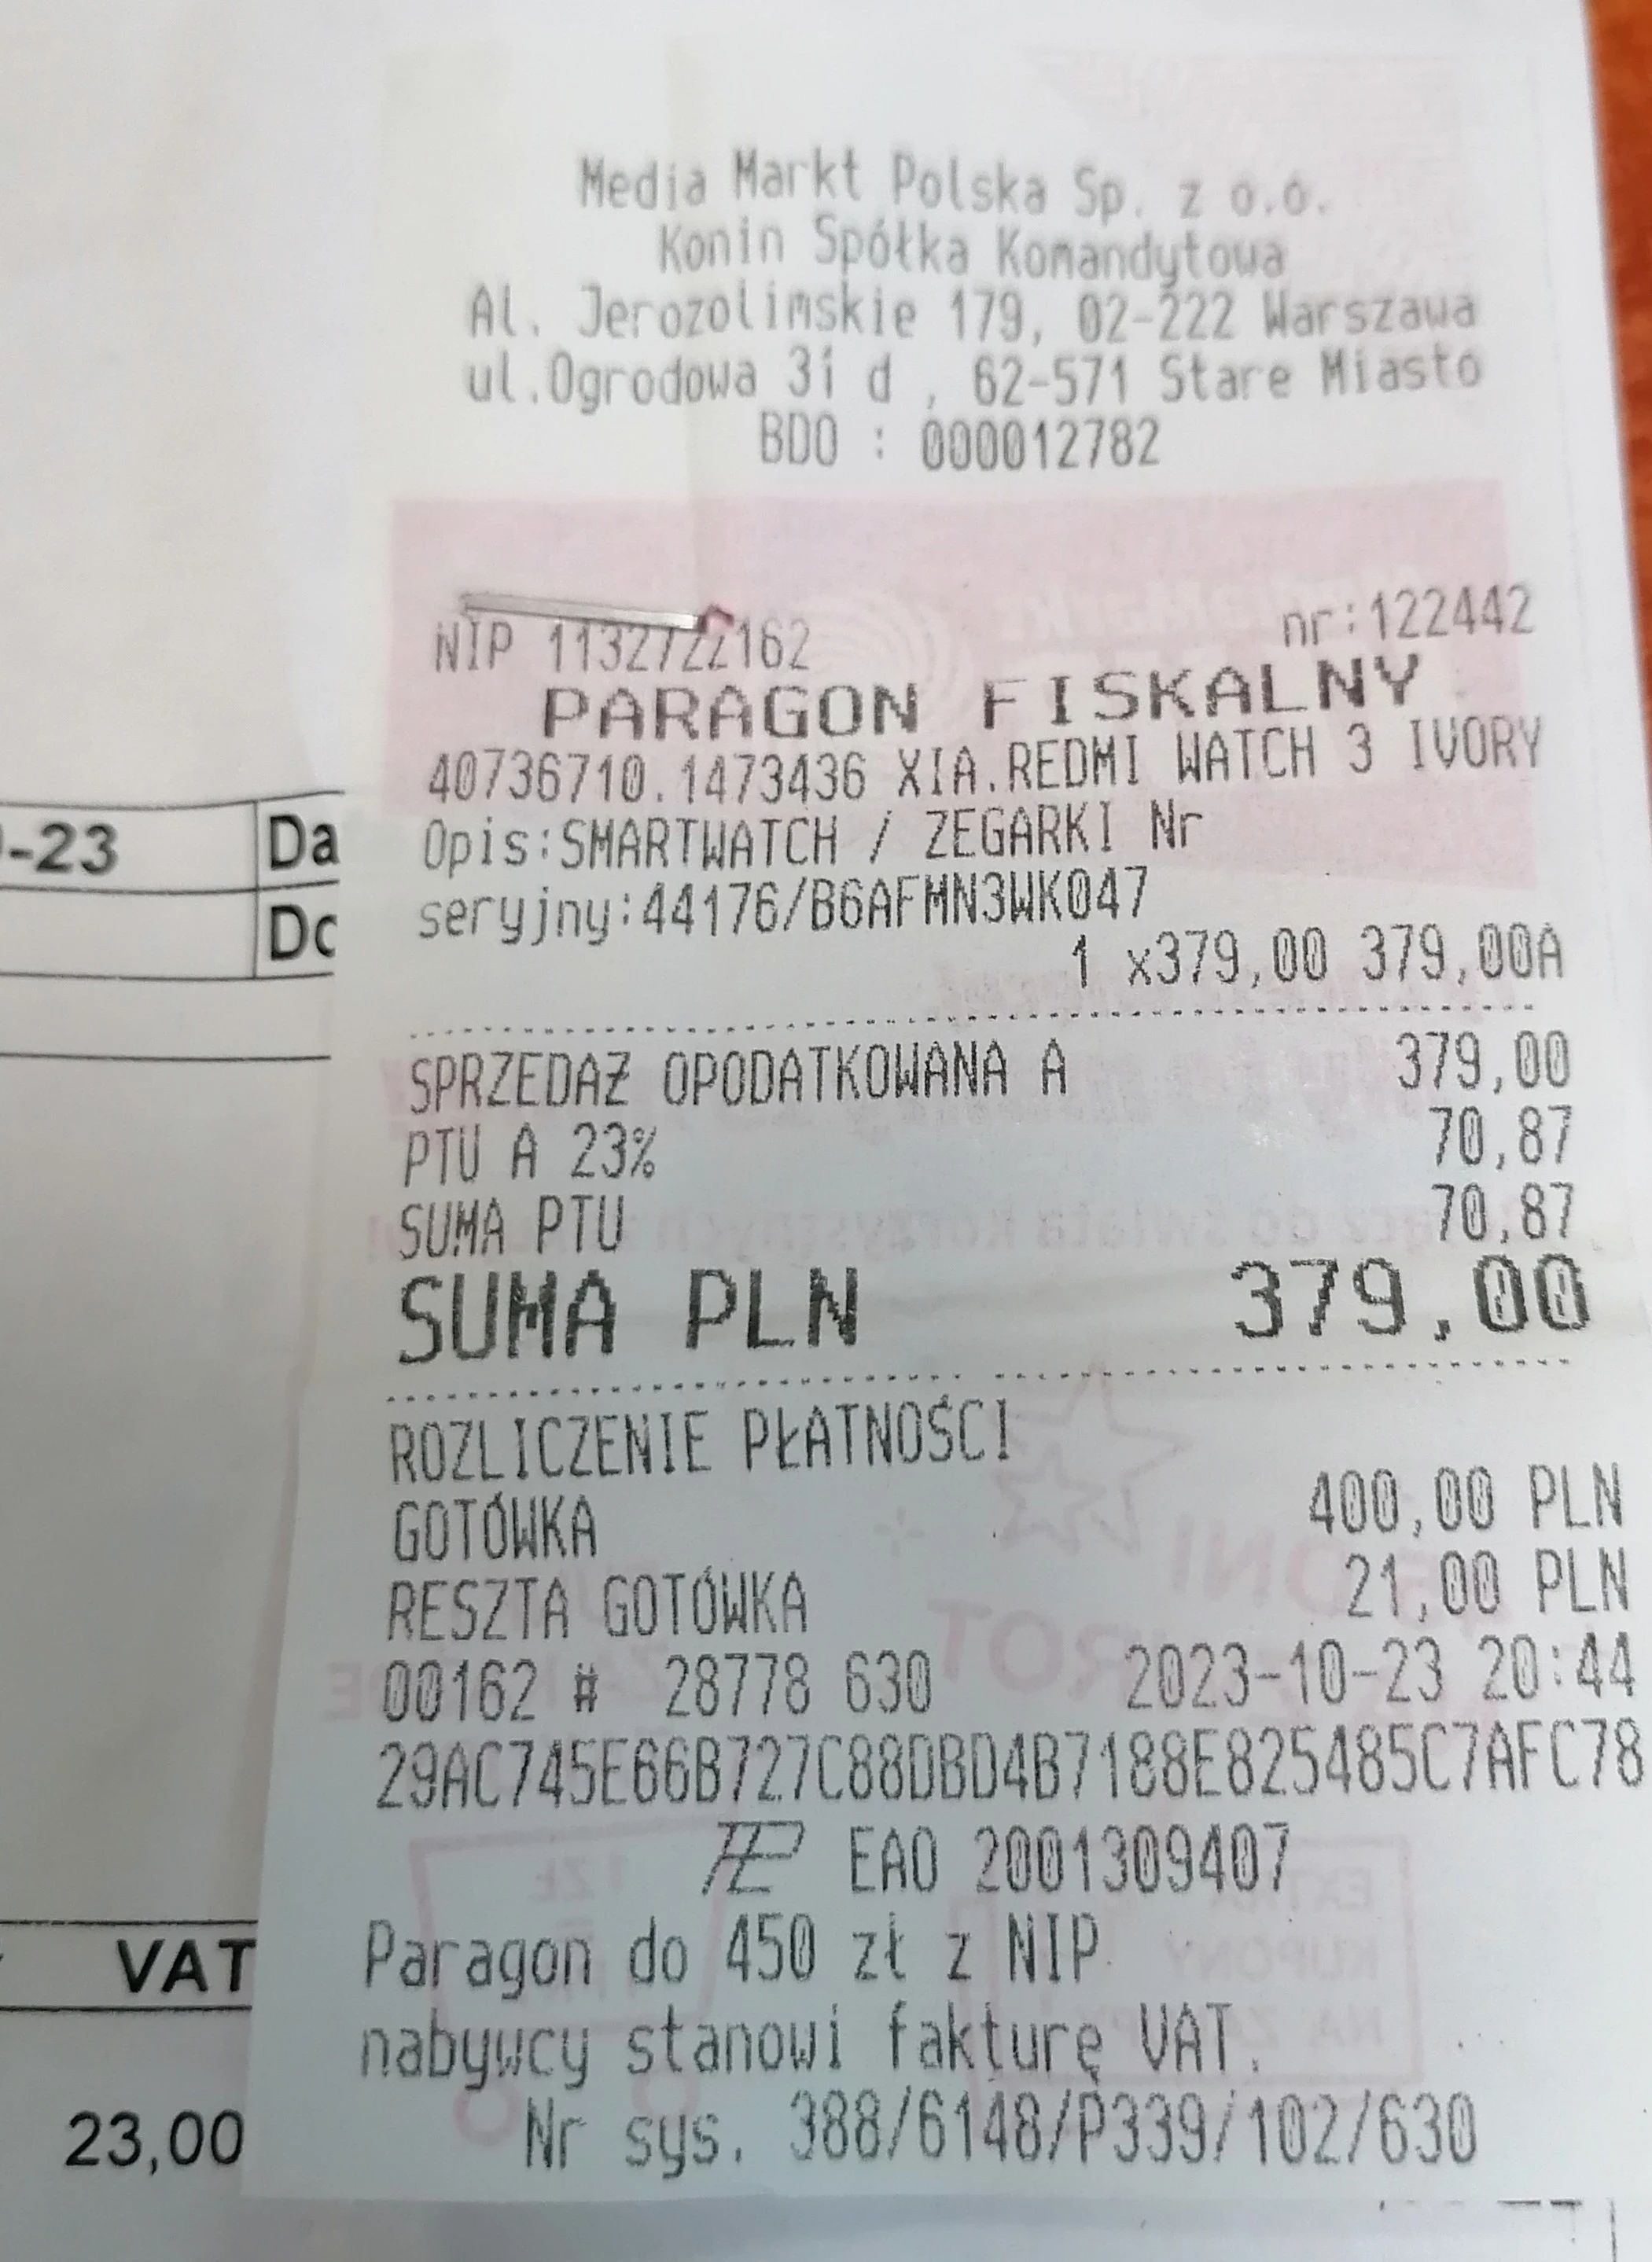 Media Markt Polska Sp. z o.o.
Konin Spółka Komandytowa
Al. Jerozolimskie 179, 02-222 Warszawa
ul.Ogrodowa 31 d , 62-571 Stare Miasto
BDO : 000012782
NIP 1132722162 nr:122442
PARAGON FISKALNY
40736710.1473436 XIA.REDMI WATCH 3 IVORY
Opis:SMARTWATCH / ZEGARKI Nr
seryjny:44176/B6AFMN3WK047
1 x379,00 379,00A
SPRZEDAŻ OPODATKOWANA A 379,00
PTU A 23% 70,87
SUMA PTU 70,87
SUMA PLN 379,00
ROZLICZENIE PŁATNOŚCI
GOTÓWKA 400,00 PLN
RESZTA GOTÓWKA 21,00 PLN
00162 # 28778 630 2023-10-23 20:44
29AC745E66B727C88DBD4B7188E825485C7AFC78
EAO 2001309407
Paragon do 450 zł z NIP
nabywcy stanowi fakturę VAT.
Nr sys. 388/6148/P339/102/630
-23
Da
Do
VAT
23,00